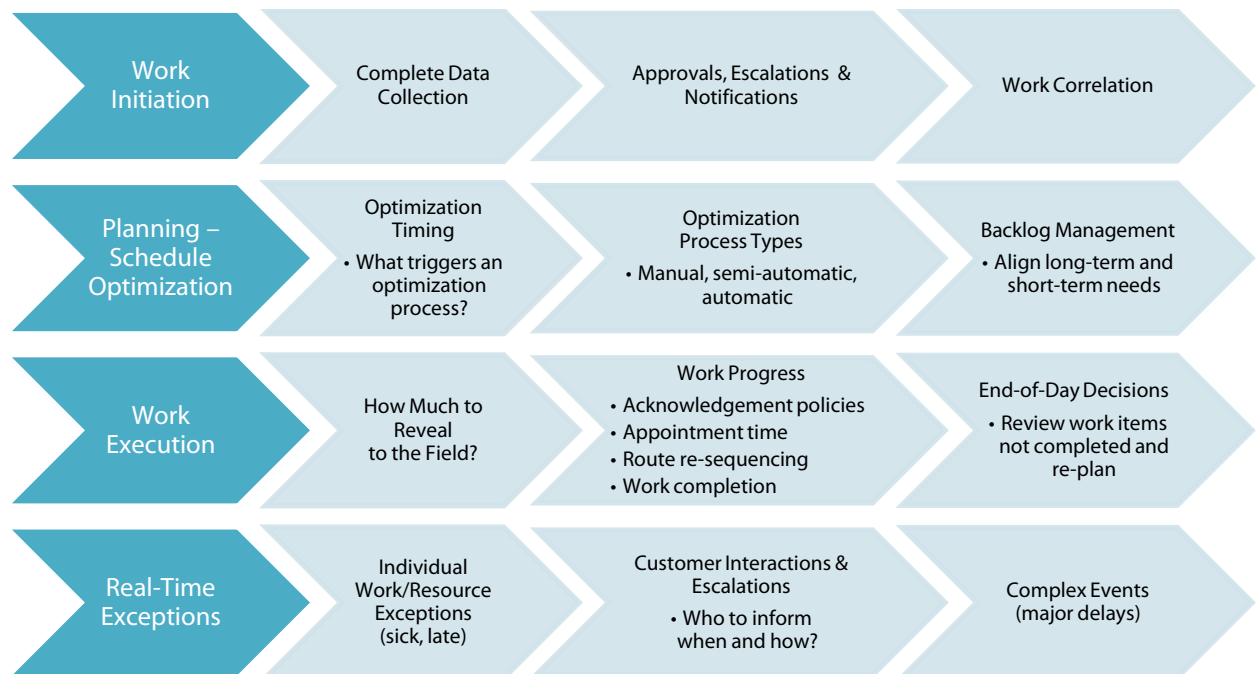 Work
Initiation
Complete Data
Collection
Approvals, Escalations &
Notifications
Work Correlation
Planning –
Schedule
Optimization
Optimization
Timing
• What triggers an
optimization
process?
Optimization
Process Types
• Manual, semi-automatic,
automatic
Backlog Management
• Align long-term and
short-term needs
Work
Execution
How Much to
Reveal
to the Field?
Work Progress
• Acknowledgement policies
• Appointment time
• Route re-sequencing
• Work completion
End-of-Day Decisions
• Review work items
not completed and
re-plan
Real-Time
Exceptions
Individual
Work/Resource
Exceptions
(sick, late)
Customer Interactions &
Escalations
• Who to inform
when and how?
Complex Events
(major delays)